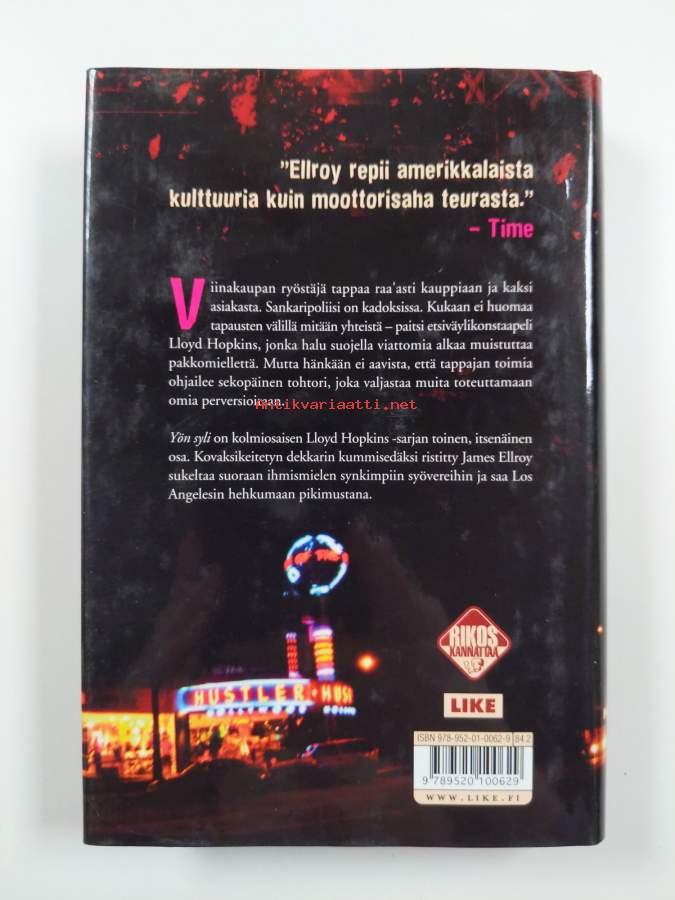 "Ellroy repii amerikkalaista
kulttuuria kuin moottorisaha teurasta."
– Time
Viinakaupan ryöstäjä tappaa raa'asti kauppiaan ja kaksi
asiakasta. Sankaripoliisi on kadoksissa. Kukaan ei huomaa
tapausten välillä mitään yhteistä – paitsi etsiväylikonstaapeli
Lloyd Hopkins, jonka halu suojella viattomia alkaa muistuttaa
pakkomiellettä. Mutta hänkään ei aavista, että tappajan toimia
ohjailee sekopäinen tohtori, joka valjastaa muita toteuttamaan
omia perversioitaan.
Antikvariaatti.net
Yön syli on kolmiosaisen Lloyd Hopkins -sarjan toinen, itsenäinen
osa. Kovaksikeitetyn dekkarin kummisedäksi ristitty James Ellroy
sukeltaa suoraan ihmismielen synkimpiin syövereihin ja saa Los
Angelesin hehkumaan pikimustana.
RIKOS
KANNATTAA
HUSTLER
HUS
HOLLYWOOD
LIKE
ISBN 978-952-01-0062-9 84.2
9 789520 100629
WWW.LIKE.FI